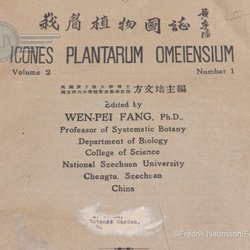 峩眉植物圖誌
ICONES PLANTARUM OMEIENSIUM
Volume 2 Number 1
方文培主編
Edited by
WEN-PEI FANG, Ph.D.,
Professor of Systematic Botany
Department of Biology
College of Science
National Szechuan University
Chengtu, Szechuan
China
Garden.
© Fredrik Naumann/F